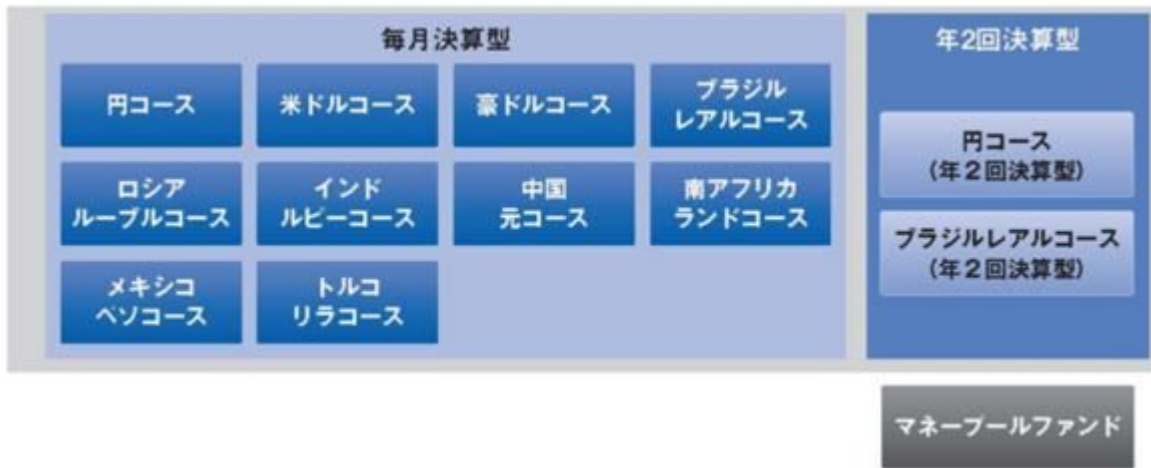 毎月決算型
円コース
米ドルコース
豪ドルコース
ブラジル
レアルコース
ロシア
ルーブルコース
インド
ルピーコース
中国
元コース
南アフリカ
ランドコース
メキシコ
ペソコース
トルコ
リラコース
年2回決算型
円コース
(年２回決算型)
ブラジルレアルコース
(年２回決算型)
マネープールファンド